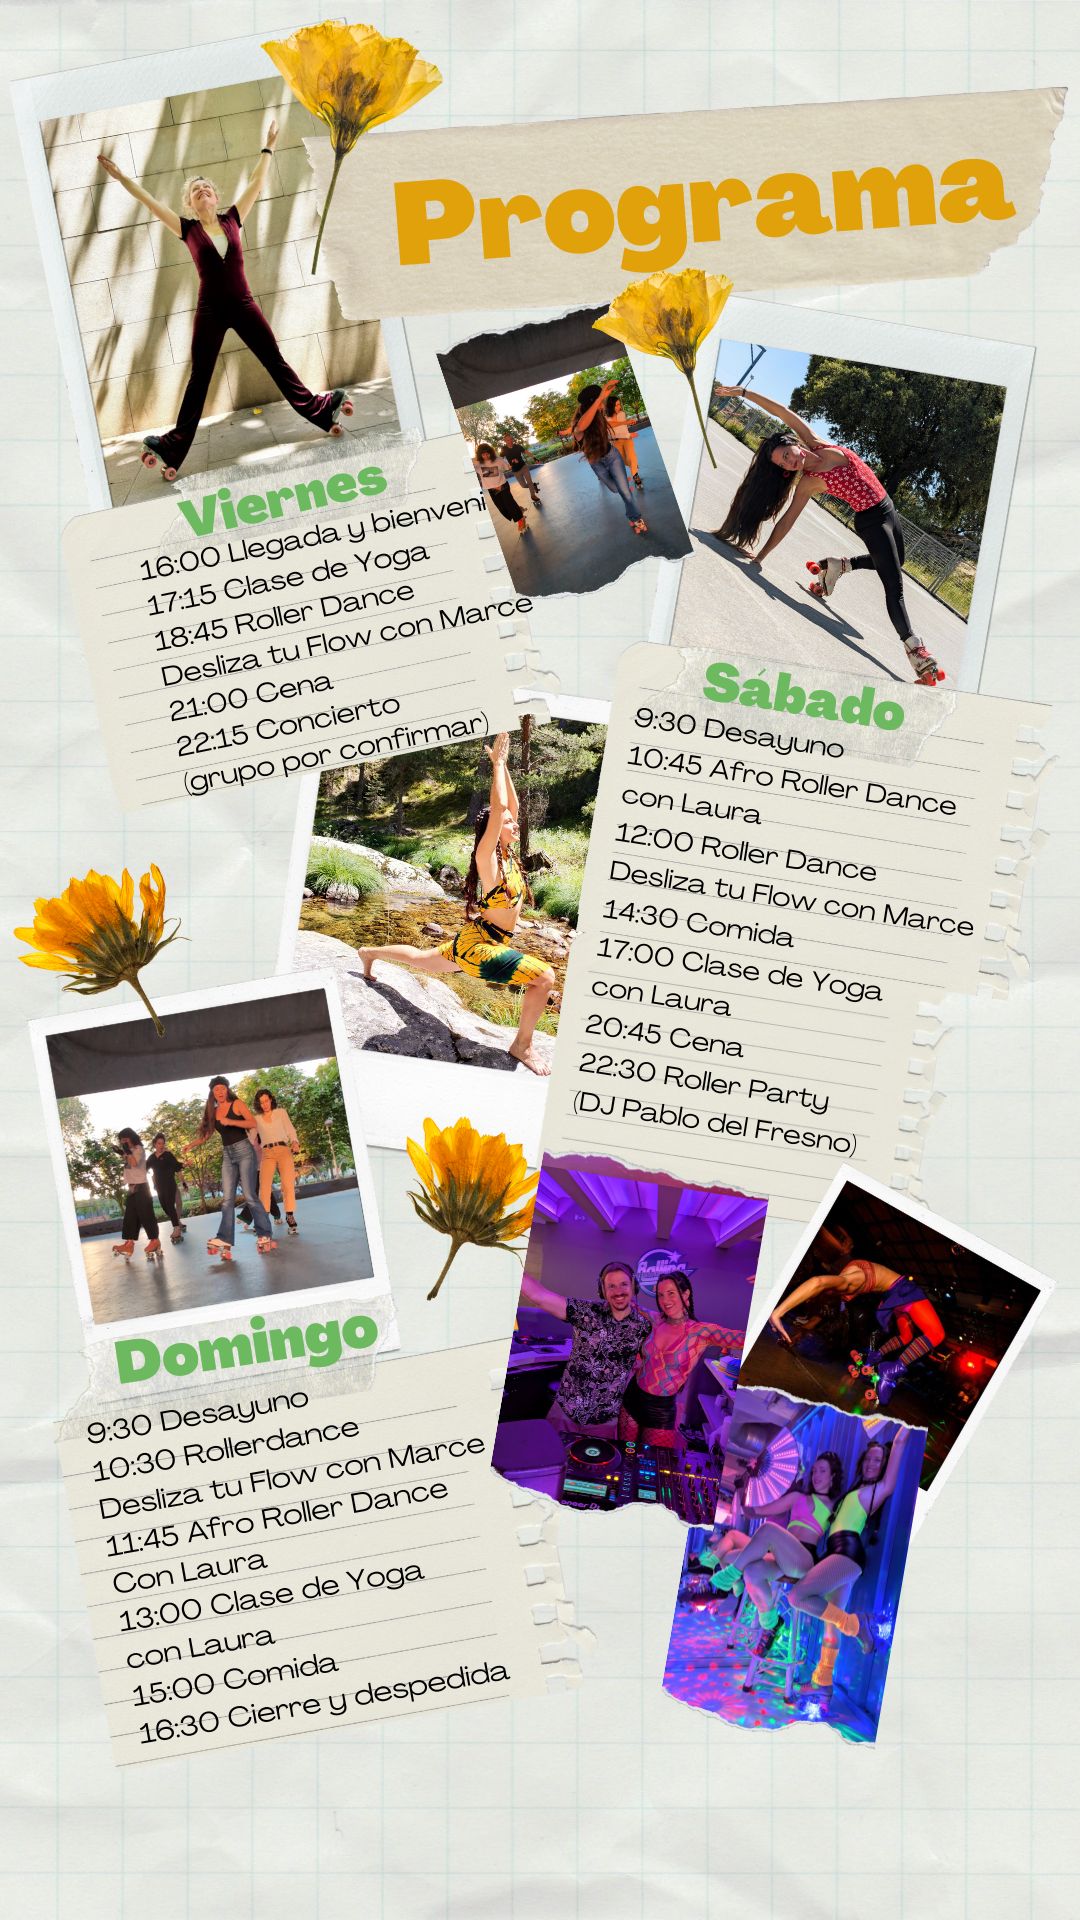 Programa
Viernes
16:00 Llegada y bienveni
17:15 Clase de Yoga
18:45 Roller Dance
Desliza tu Flow con Marce
21:00 Cena
22:15 Concierto
(grupo por confirmar)
Sábado
9:30 Desayuno
10:45 Afro Roller Dance
con Laura
12:00 Roller Dance
Desliza tu Flow con Marce
14:30 Comida
17:00 Clase de Yoga
con Laura
20:45 Cena
22:30 Roller Party
(DJ Pablo del Fresno)
Domingo
9:30 Desayuno
10:30 Rollerdance
Desliza tu Flow con Marce
11:45 Afro Roller Dance
Con Laura
13:00 Clase de Yoga
con Laura
15:00 Comida
16:30 Cierre y despedida